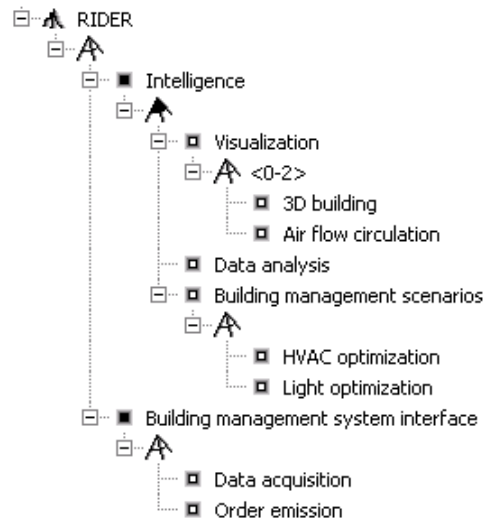 RIDER
Intelligence
Visualization
<0-2>
3D building
Air flow circulation
Data analysis
Building management scenarios
HVAC optimization
Light optimization
Building management system interface
Data acquisition
Order emission